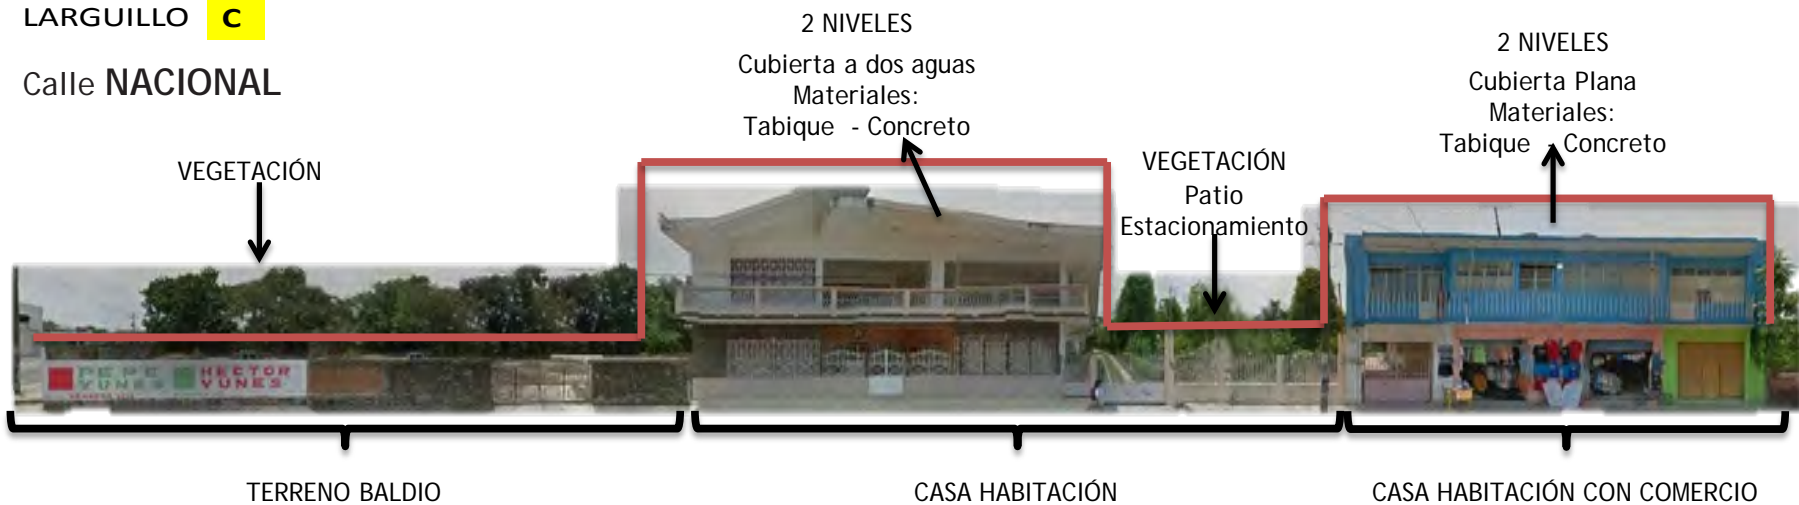 LARGUILLO C
Calle NACIONAL
VEGETACIÓN
2 NIVELES
Cubierta a dos aguas
Materiales:
Tabique - Concreto
VEGETACIÓN
Patio
Estacionamiento
2 NIVELES
Cubierta Plana
Materiales:
Tabique - Concreto
PEPE
YUNES
HECTOR
YUNES
TERRENO BALDIO
CASA HABITACIÓN
CASA HABITACIÓN CON COMERCIO